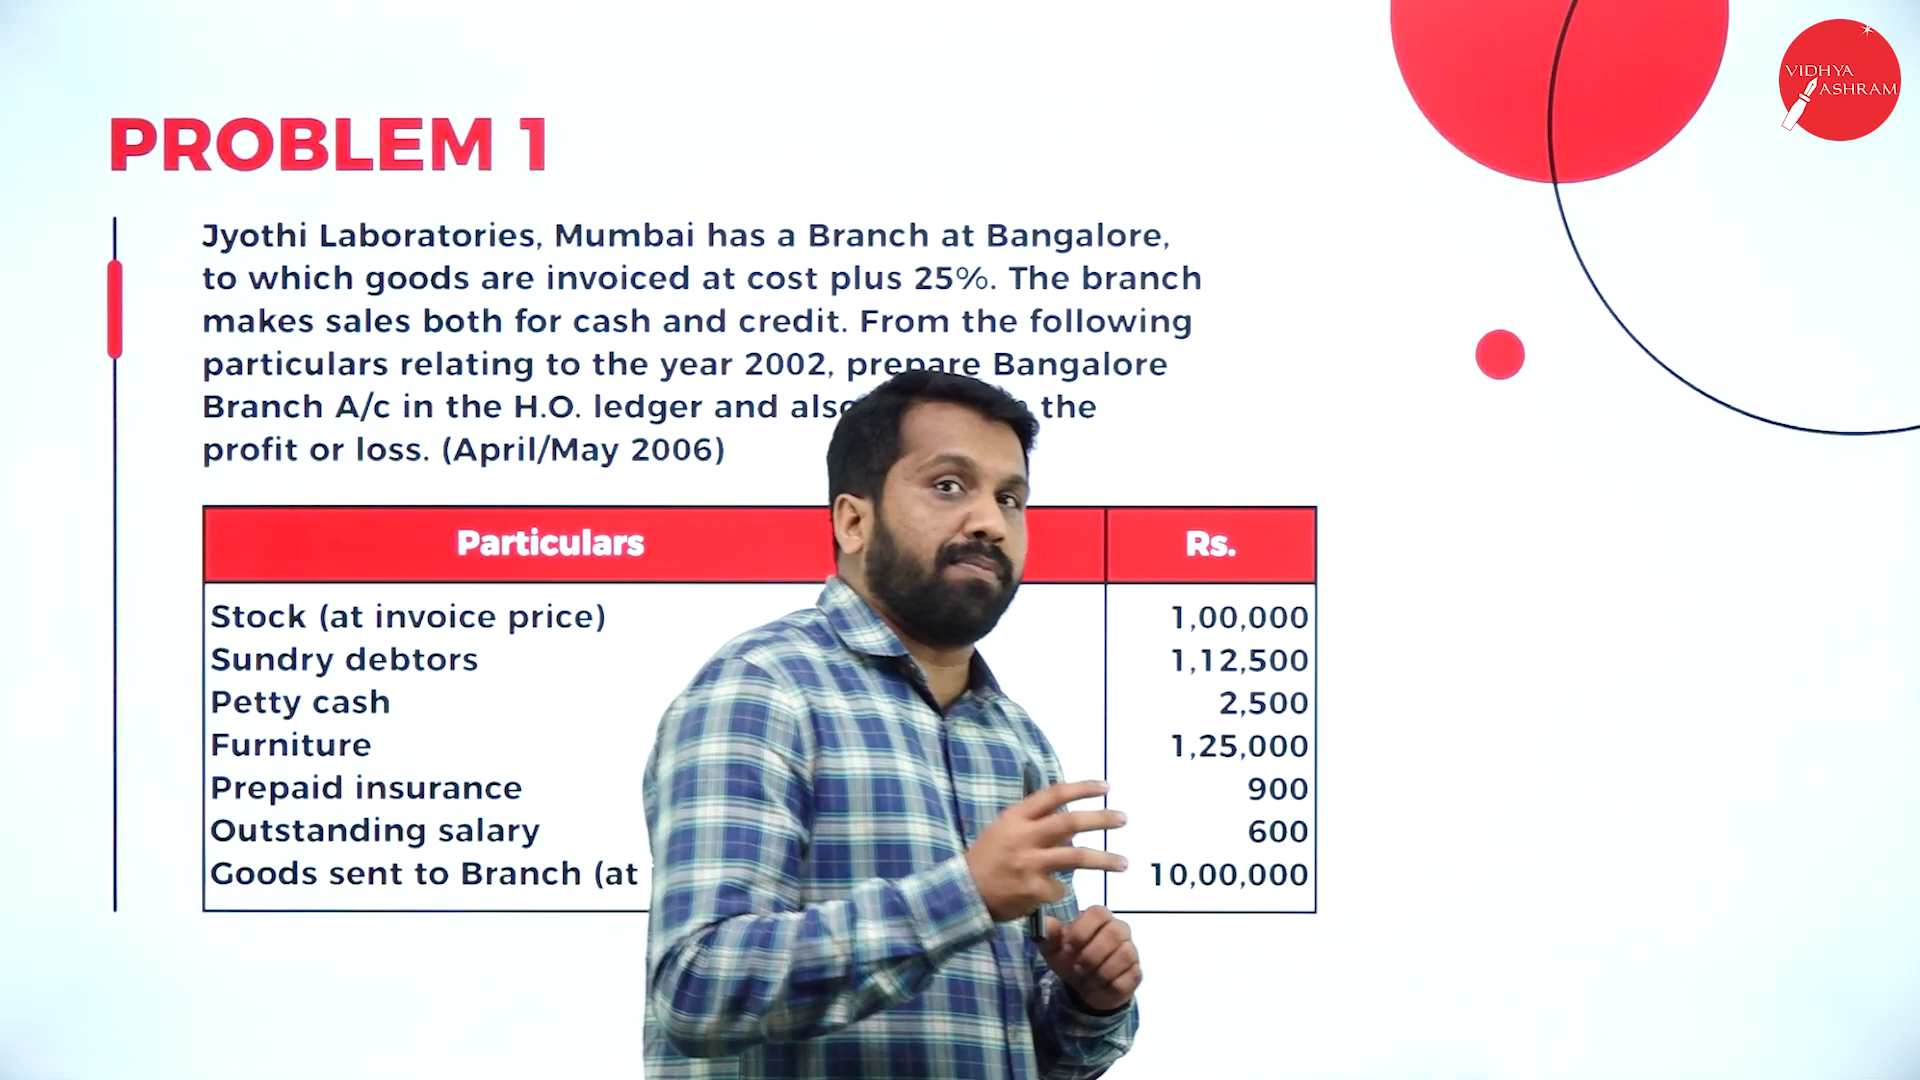 VIDHYA
ASHRAM
PROBLEM 1
Jyothi Laboratories, Mumbai has a Branch at Bangalore,
to which goods are invoiced at cost plus 25%. The branch
makes sales both for cash and credit. From the following
particulars relating to the year 2002, prepare Bangalore
Branch A/c in the H.O. ledger and also the
profit or loss. (April/May 2006)
Particulars Rs.
Stock (at invoice price) 1,00,000
Sundry debtors 1,12,500
Petty cash 2,500
Furniture 1,25,000
Prepaid insurance 900
Outstanding salary 600
Goods sent to Branch (at 10,00,000